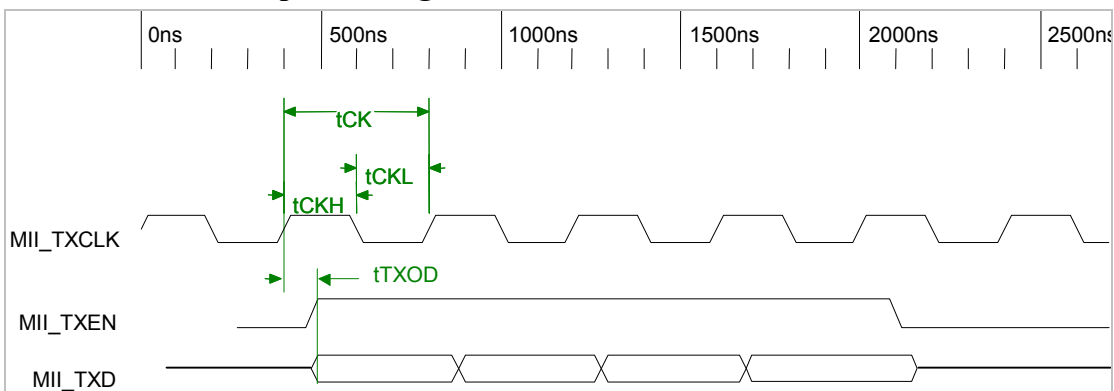 0ns 500ns 1000ns 1500ns 2000ns 2500ns
tCK
tCKL
tCKH
MII_TXCLK
tTXOD
MII_TXEN
MII_TXD